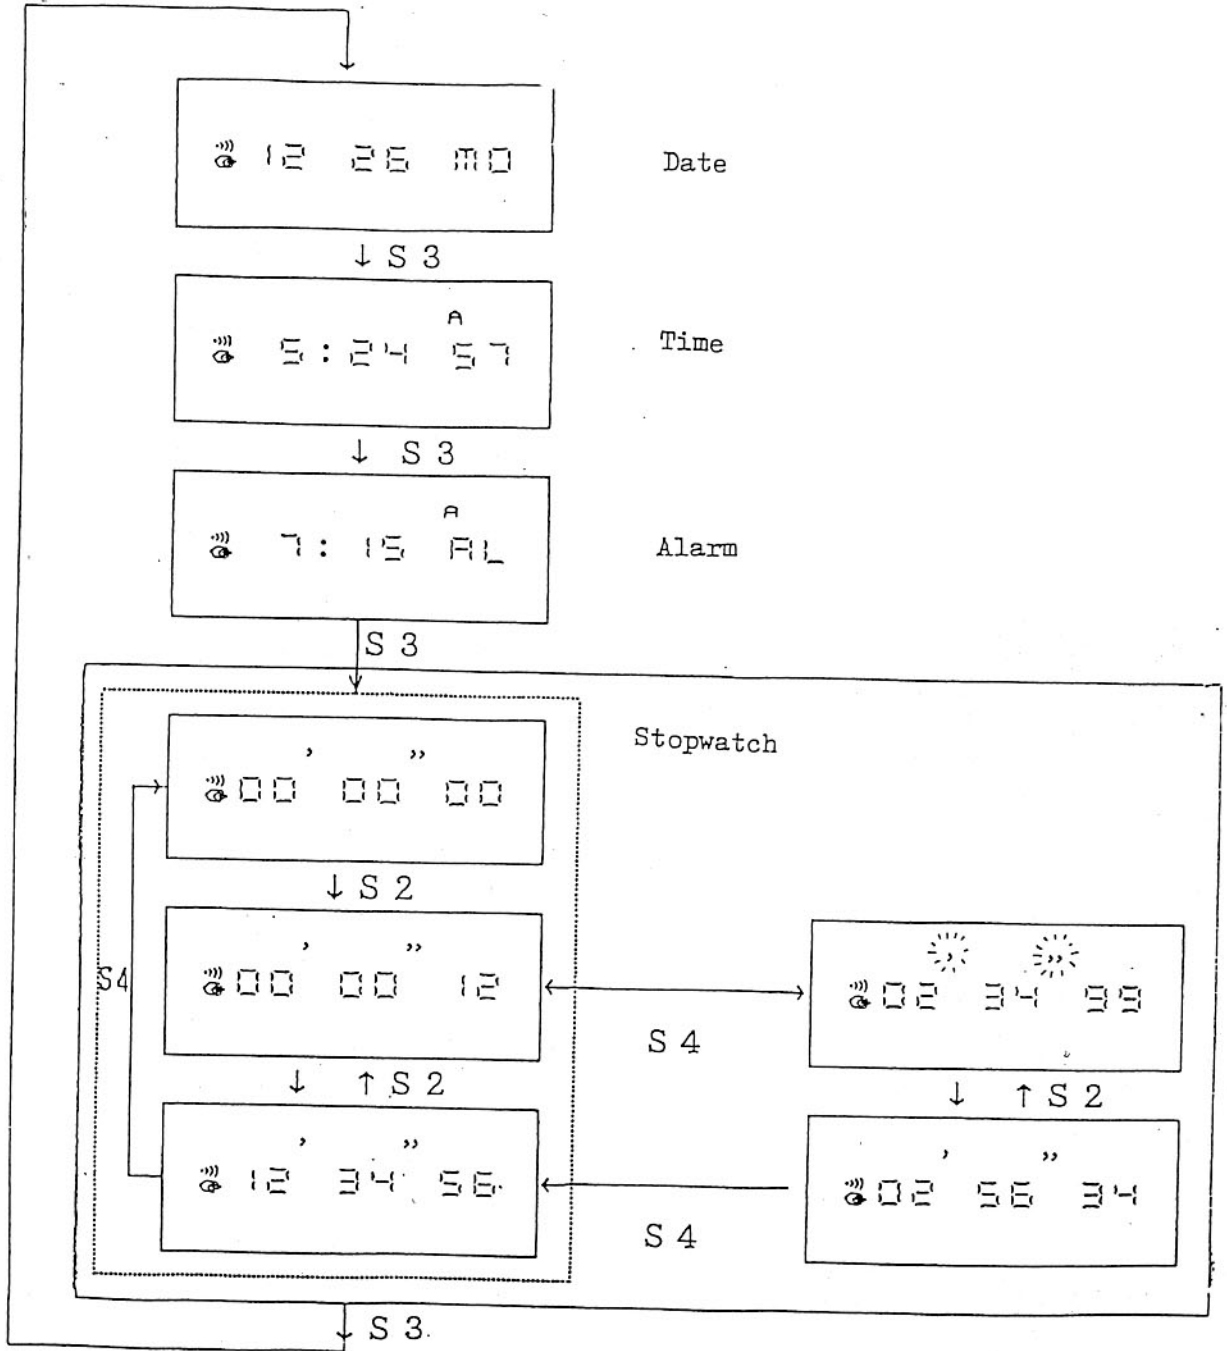 12 26 MO
Date
↓ S 3
A
5:24 57
Time
↓ S 3
A
7:15 AL
Alarm
S 3
Stopwatch
00' 00" 00
↓ S 2
00' 00" 12
S4
S 4
02' 34" 99
↓ ↑ S 2
↓ ↑ S 2
12' 34" 56
S 4
02' 56" 34
↓ S 3